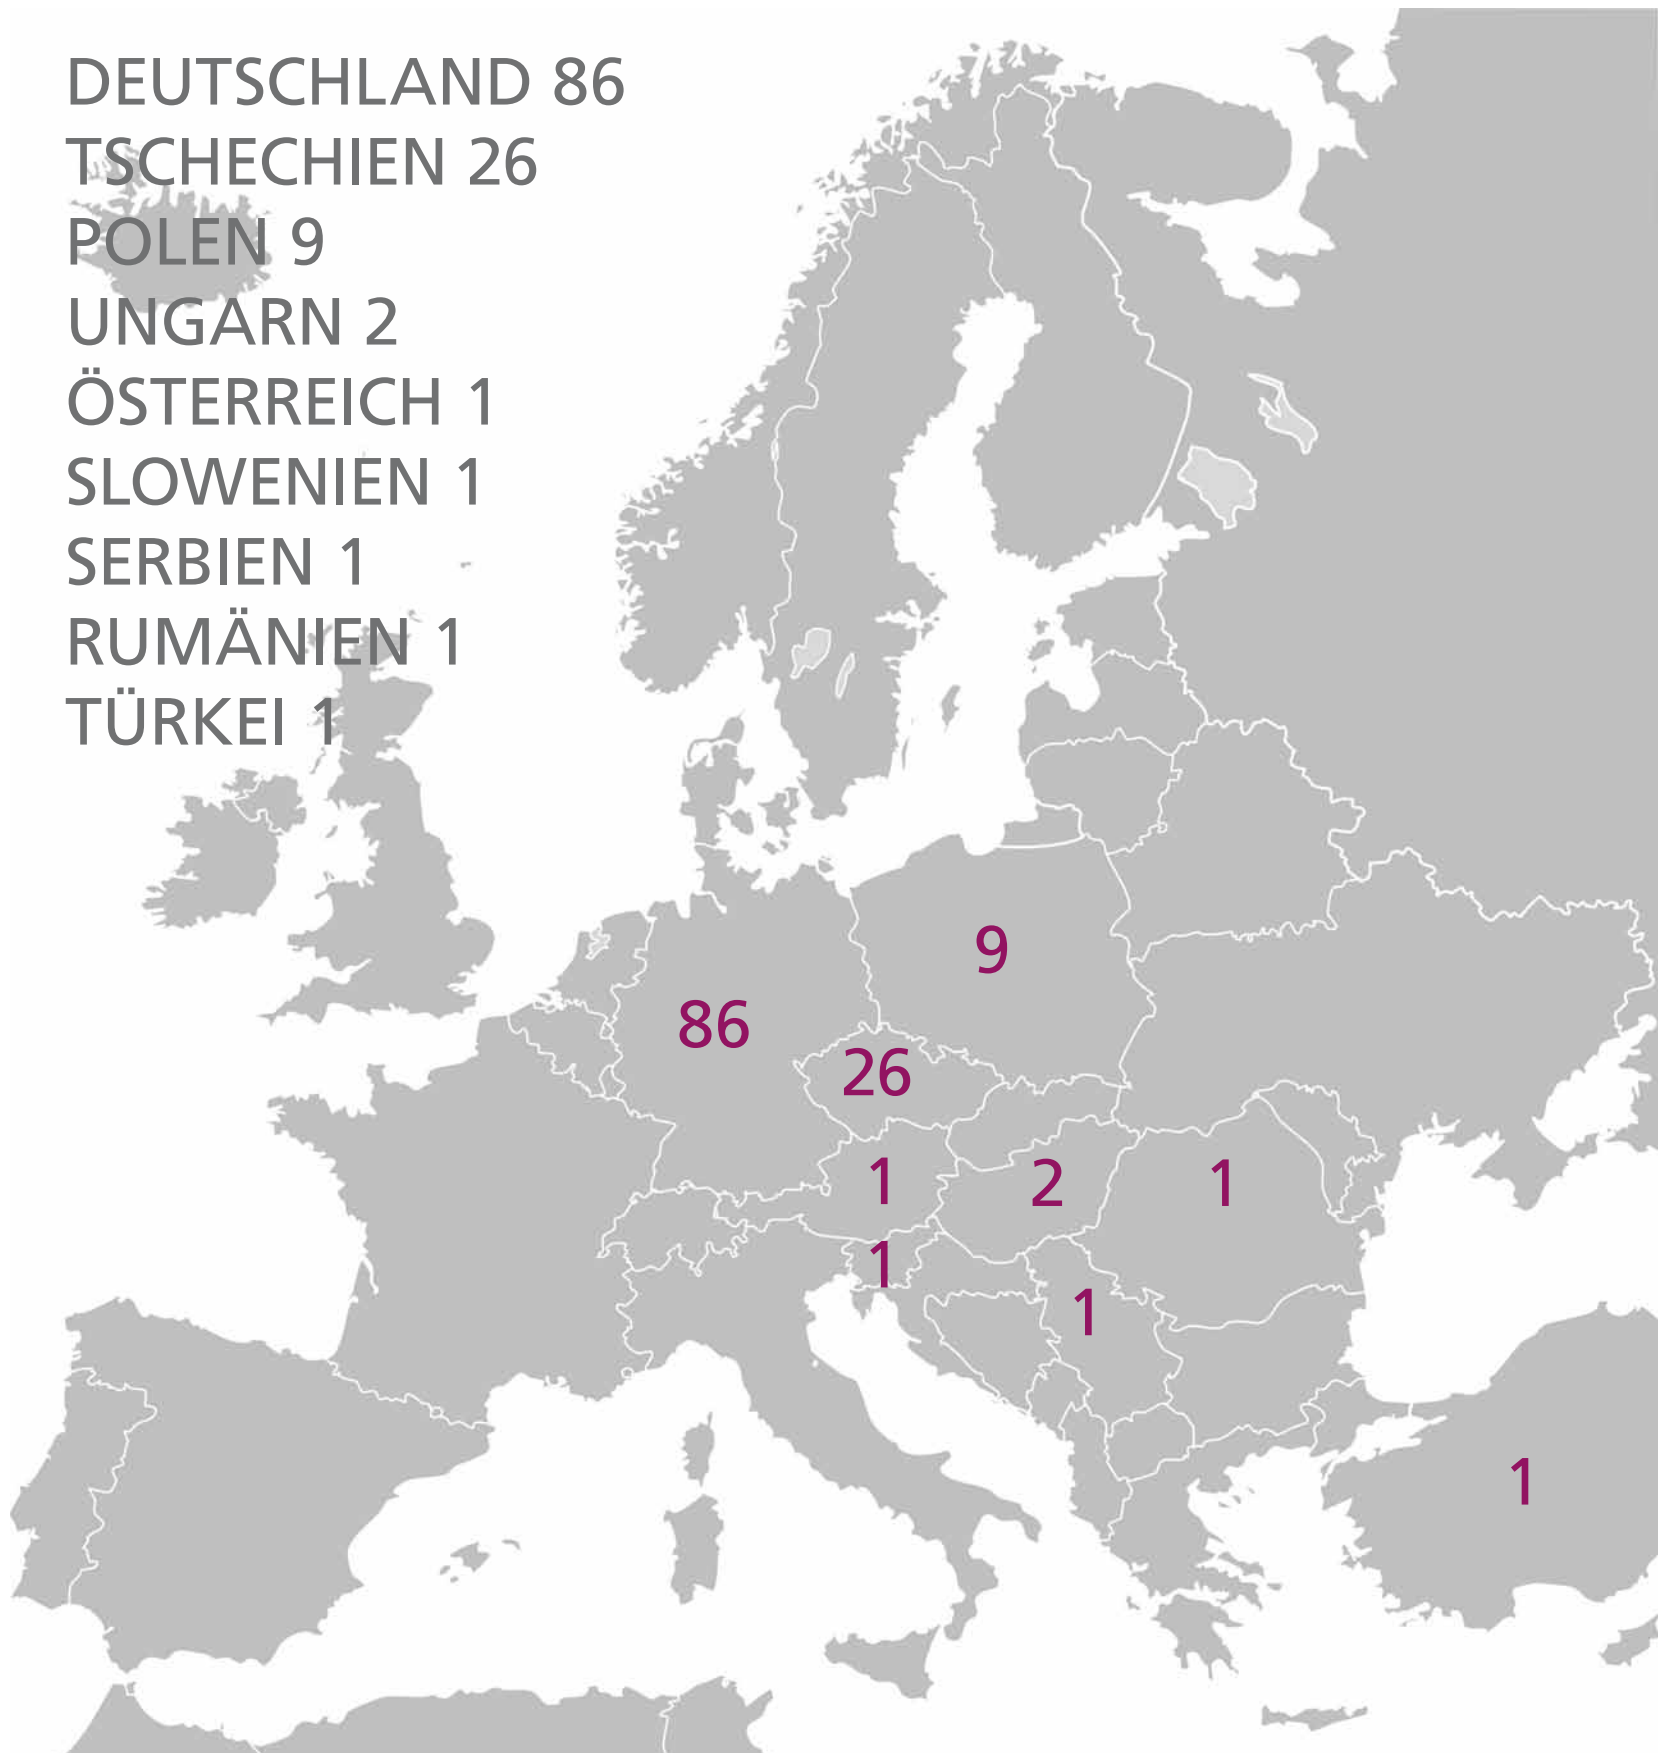 DEUTSCHLAND 86
TSCHECHIEN 26
POLEN 9
UNGARN 2
ÖSTERREICH 1
SLOWENIEN 1
SERBIEN 1
RUMÄNIEN 1
TÜRKEI 1
9
86
26
1
2
1
1
1
1